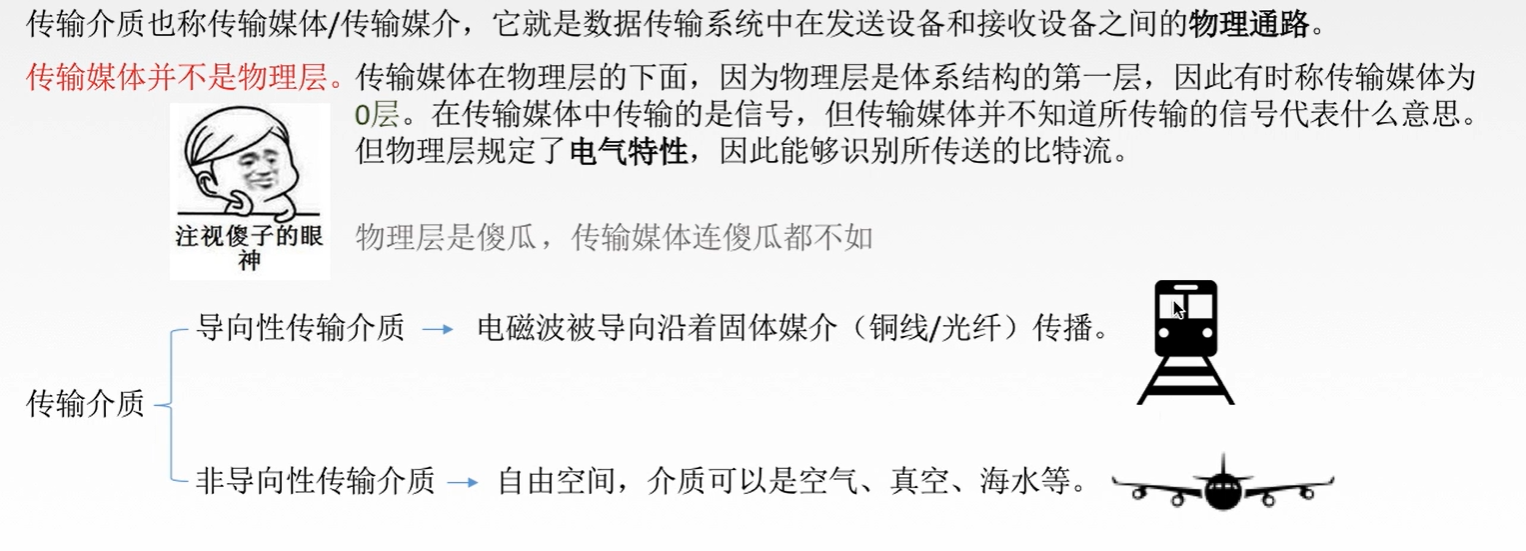 传输介质也称传输媒体/传输媒介，它就是数据传输系统中在发送设备和接收设备之间的物理通路。
传输媒体并不是物理层。传输媒体在物理层的下面，因为物理层是体系结构的第一层，因此有时称传输媒体为
0层。在传输媒体中传输的是信号，但传输媒体并不知道所传输的信号代表什么意思。
但物理层规定了电气特性，因此能够识别所传送的比特流。
注视傻子的眼
神
物理层是傻瓜，传输媒体连傻瓜都不如
导向性传输介质
电磁波被导向沿着固体媒介（铜线/光纤）传播。
传输介质
非导向性传输介质
自由空间，介质可以是空气、真空、海水等。